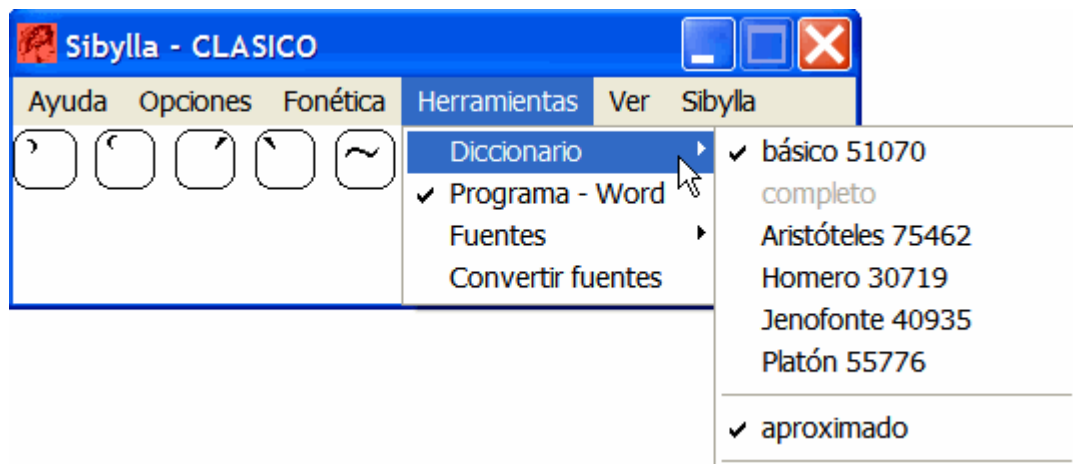 Sibylla - CLASICO
Ayuda Opciones Fonética Herramientas Ver Sibylla
Diccionario
Programa - Word
Fuentes
Convertir fuentes
básico 51070
completo
Aristóteles 75462
Homero 30719
Jenofonte 40935
Platón 55776
aproximado